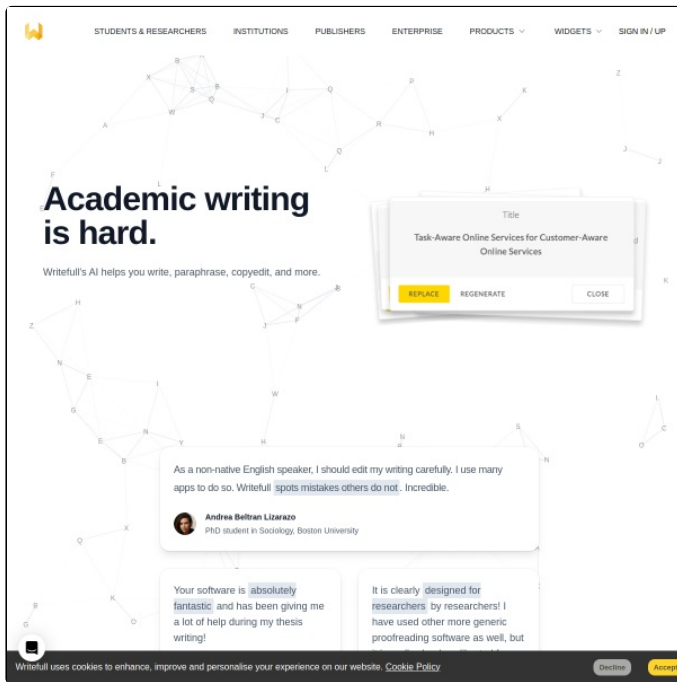 STUDENTS & RESEARCHERS INSTITUTIONS PUBLISHERS ENTERPRISE PRODUCTS WIDGETS SIGN IN / UP
Academic writing
is hard.
Writefull's AI helps you write, paraphrase, copyedit, and more.
Title
Task-Aware Online Services for Customer-Aware
Online Services
REPLACE REGENERATE CLOSE
As a non-native English speaker, I should edit my writing carefully. I use many
apps to do so. Writefull spots mistakes others do not. Incredible.
Andrea Beltran Lizarazo
PhD student in Sociology, Boston University
Your software is absolutely
fantastic and has been giving me
a lot of help during my thesis
writing!
It is clearly designed for
researchers by researchers! I
have used other more generic
proofreading software as well, but
Writefull uses cookies to enhance, improve and personalise your experience on our website. Cookie Policy
Decline Accept